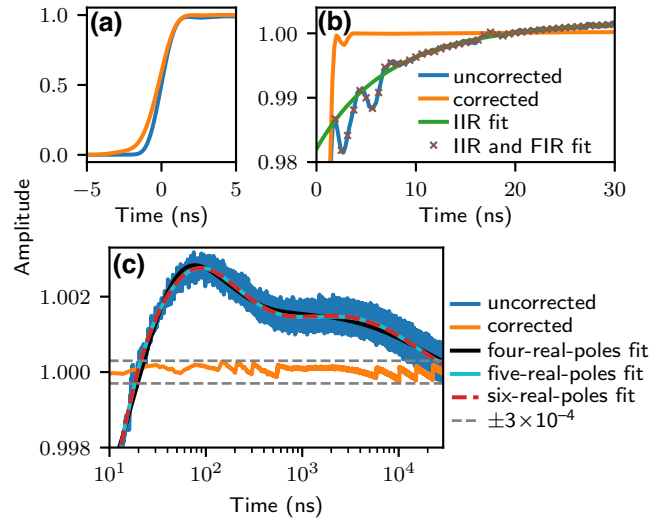 (a)
1.0
0.5
0.0
−5
0
5
Time (ns)
(b)
1.00
0.99
0.98
uncorrected
corrected
IIR fit
IIR and FIR fit
0
10
20
30
Time (ns)
Amplitude
(c)
1.002
1.000
0.998
10¹
10²
10³
10⁴
Time (ns)
uncorrected
corrected
four-real-poles fit
five-real-poles fit
six-real-poles fit
±3×10⁻⁴